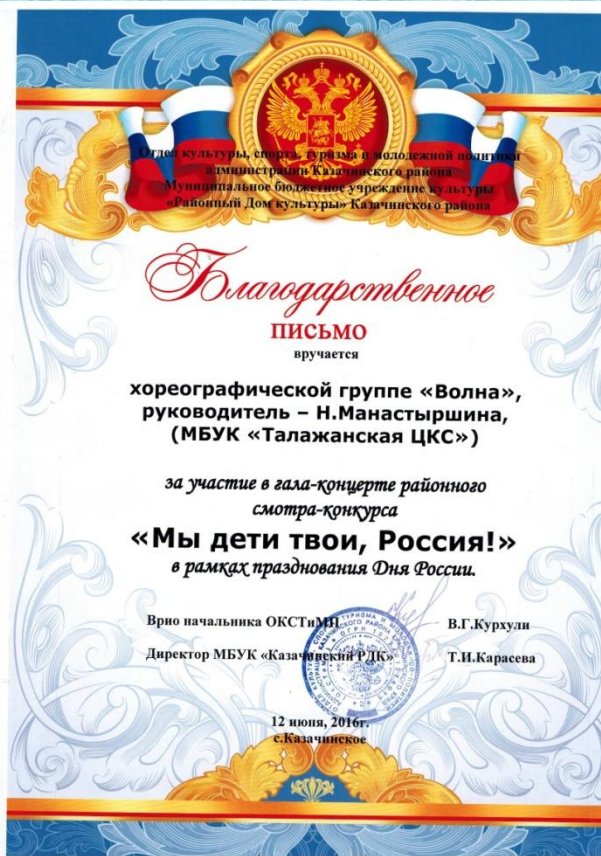 Отдел культуры, спорта, туризма и молодежной политики
администрации Казачинского района
Муниципальное бюджетное учреждение культуры
«Районный Дом культуры» Казачинского района
Благодарственное
письмо
вручается
хореографической группе «Волна»,
руководитель – Н.Манастыршина,
(МБУК «Талажанская ЦКС»)
за участие в гала-концерте районного
смотра-конкурса
«Мы дети твои, Россия!»
в рамках празднования Дня России.
Врио начальника ОКСТиМП В.Г.Курхули
Директор МБУК «Казачинский РДК» Т.И.Карасева
12 июня, 2016г.
с.Казачинское